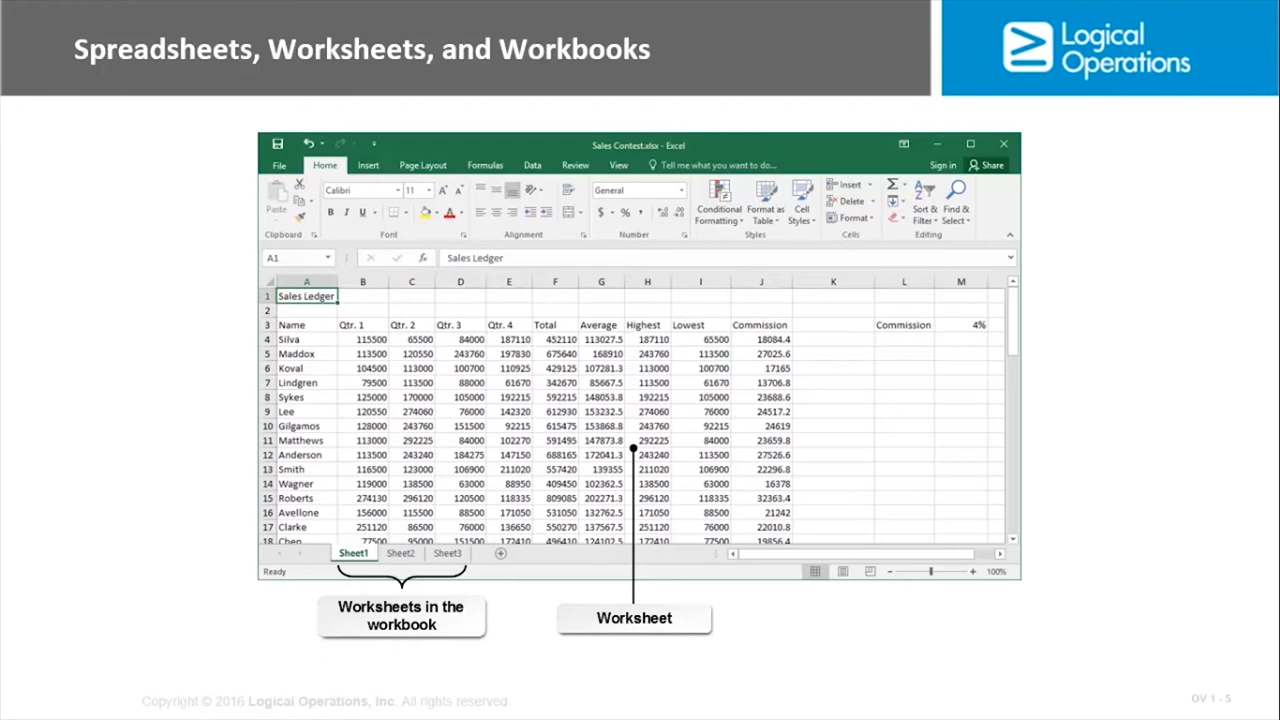 Spreadsheets, Worksheets, and Workbooks
Logical
Operations
Sales Contest.xlsx - Excel
File Home Insert Page Layout Formulas Data Review View Tell me what you want to do... Sign in Share
Calibri 11 General Insert
Paste B I U $ % , Conditional Formatting Format as Table Cell Styles Delete Sort & Filter Find & Select
Format
Clipboard Font Alignment Number Styles Cells Editing
A1 fx Sales Ledger
A B C D E F G H I J K L M
1 Sales Ledger
2
3 Name Qtr. 1 Qtr. 2 Qtr. 3 Qtr. 4 Total Average Highest Lowest Commission Commission 4%
4 Silva 115500 65500 84000 187110 452110 113027.5 187110 65500 18084.4
5 Maddox 113500 120550 243760 197830 675640 168910 243760 113500 27025.6
6 Koval 104500 113000 100700 110925 429125 107281.3 113000 100700 17165
7 Lindgren 79500 113500 88000 61670 342670 85667.5 113500 61670 13706.8
8 Sykes 125000 170000 105000 192215 592215 148053.8 192215 105000 23688.6
9 Lee 120550 274060 76000 142320 612930 153232.5 274060 76000 24517.2
10 Gilgamos 128000 243760 151500 92215 615475 153868.8 243760 92215 24619
11 Matthews 113000 292225 84000 102270 591495 147873.8 292225 84000 23659.8
12 Anderson 113500 243240 184275 147150 688165 172041.3 243240 113500 27526.6
13 Smith 116500 123000 106900 211020 557420 139355 211020 106900 22296.8
14 Wagner 119000 138500 63000 88950 409450 102362.5 138500 63000 16378
15 Roberts 274130 296120 120500 118335 809085 202271.3 296120 118335 32363.4
16 Avellone 156000 115500 88500 171050 531050 132762.5 171050 88500 21242
17 Clarke 251120 86500 76000 136650 550270 137567.5 251120 76000 22010.8
18 Chen 77500 95000 151500 172410 496410 124102.5 172410 77500 19856.4
Sheet1 Sheet2 Sheet3
Ready 100%
Worksheets in the
workbook
Worksheet
Copyright © 2016 Logical Operations, Inc. All rights reserved
OV 1 - 5